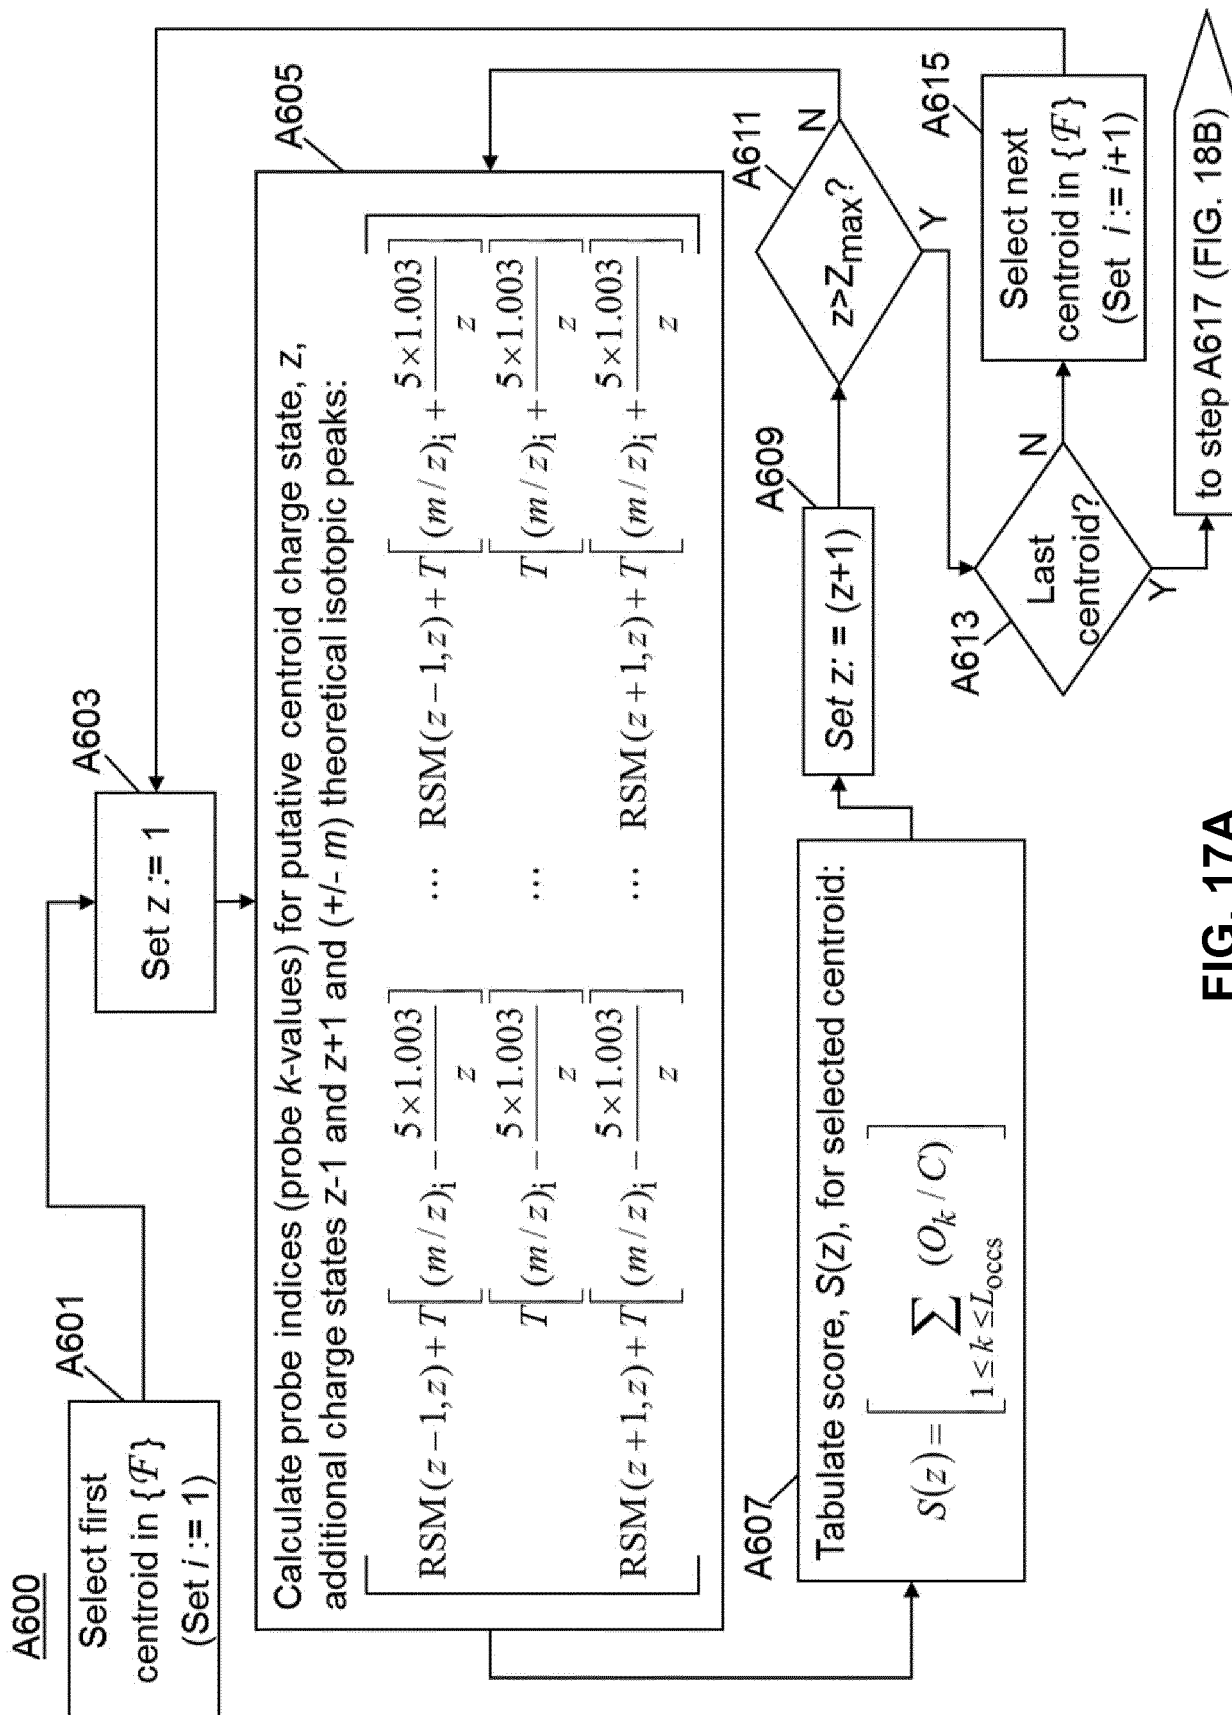 A600
A601
Select first
centroid in {ℱ}
(Set i := 1)
A603
Set z := 1
A605
Calculate probe indices (probe k-values) for putative centroid charge state, z,
additional charge states z-1 and z+1 and (+/- m) theoretical isotopic peaks:
RSM(z−1,z)+T[(m/z)i − 5×1.003/z] ... RSM(z−1,z)+T[(m/z)i + 5×1.003/z]
T[(m/z)i − 5×1.003/z] ... T[(m/z)i + 5×1.003/z]
RSM(z+1,z)+T[(m/z)i − 5×1.003/z] ... RSM(z+1,z)+T[(m/z)i + 5×1.003/z]
A607
Tabulate score, S(z), for selected centroid:
S(z)=[∑ 1≤k≤Loccs (Ok/C)]
A609
Set z: = (z+1)
A611
z>Zmax?
N
Y
A613
Last
centroid?
N
Y
A615
Select next
centroid in {ℱ}
(Set i := i+1)
to step A617 (FIG. 18B)
FIG. 17A